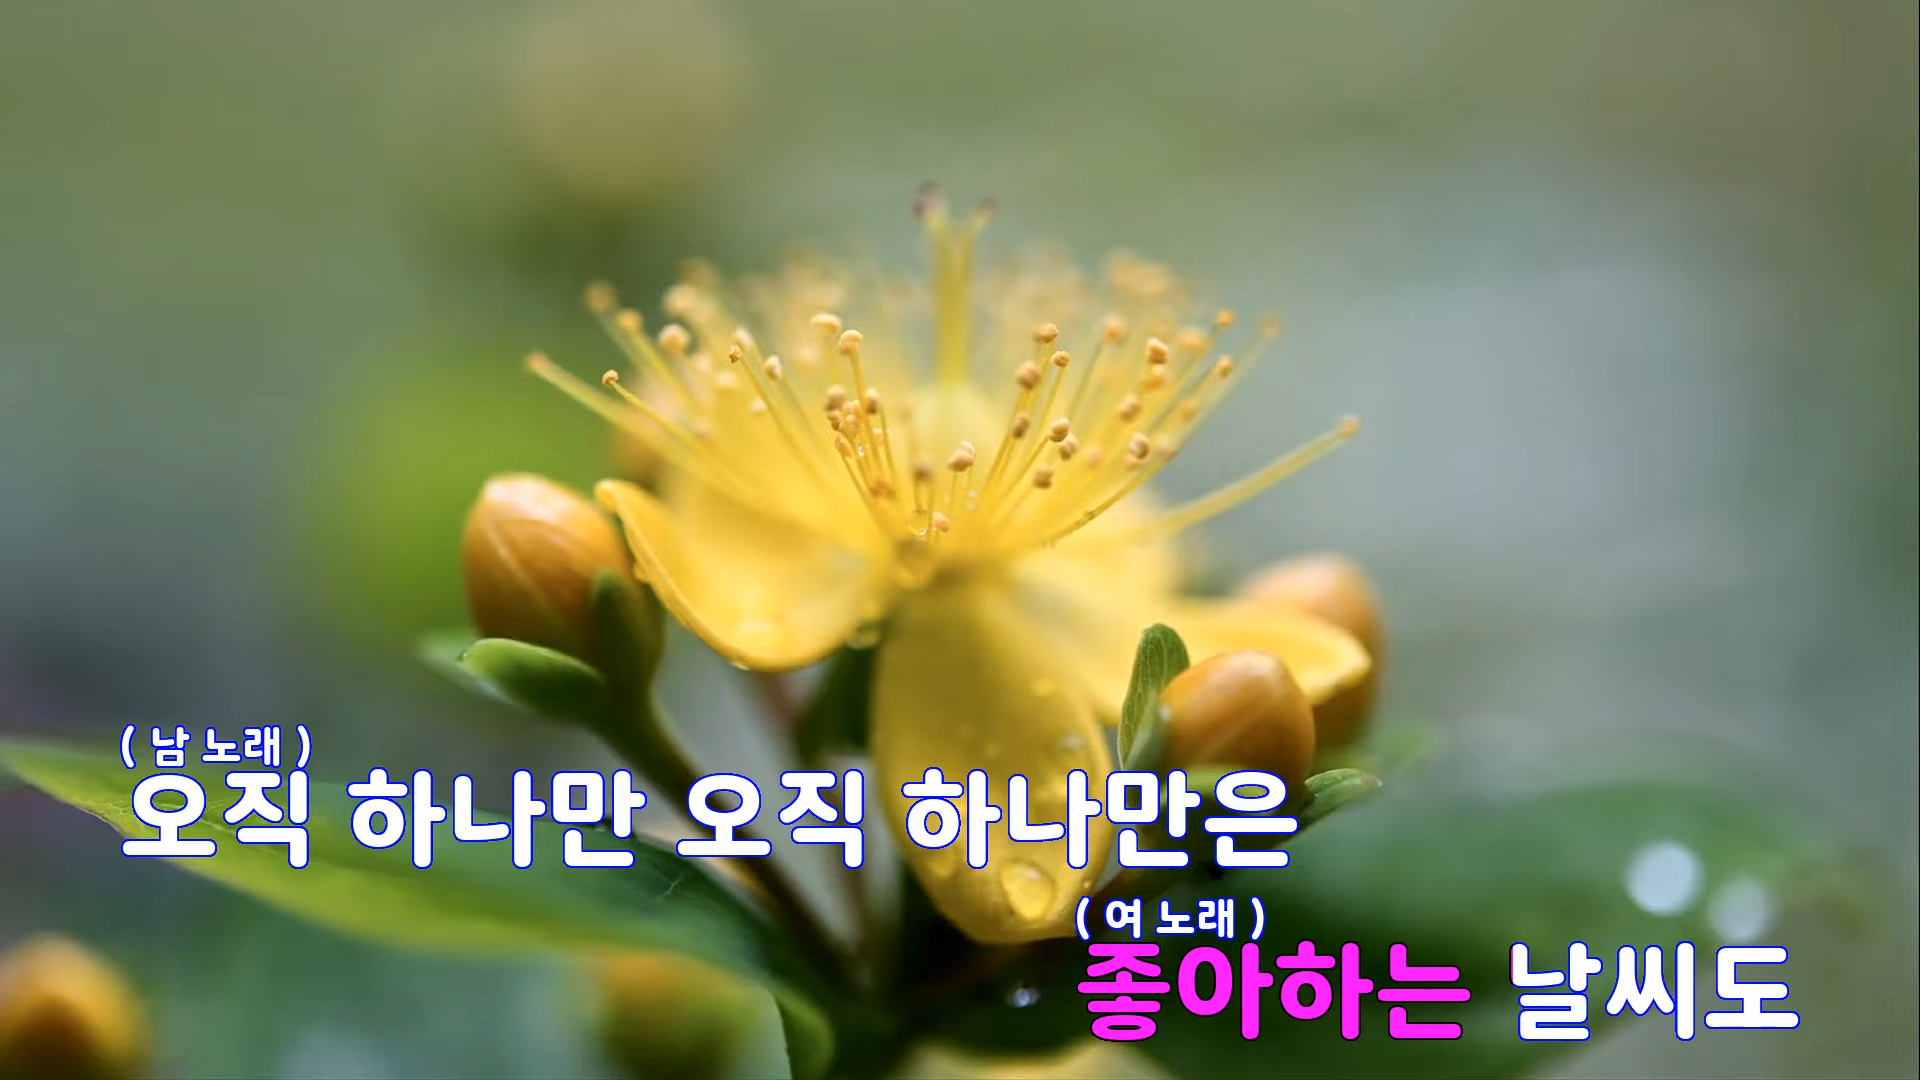 ( 남 노래 )
오직 하나만 오직 하나만은
( 여 노래 )
좋아하는 날씨도